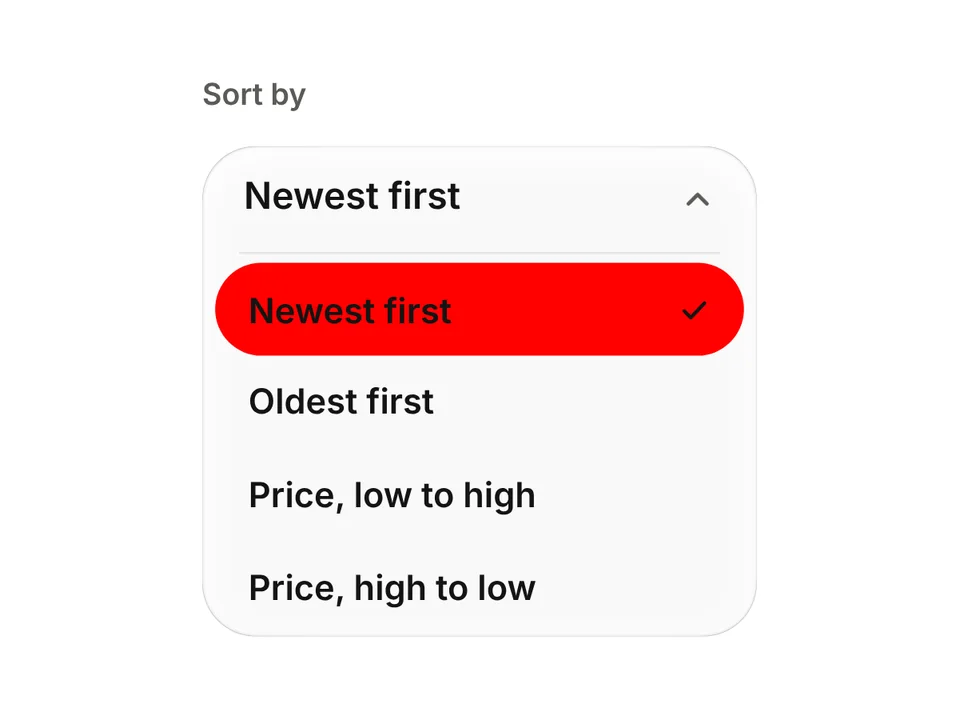 Sort by
Newest first
Newest first
Oldest first
Price, low to high
Price, high to low